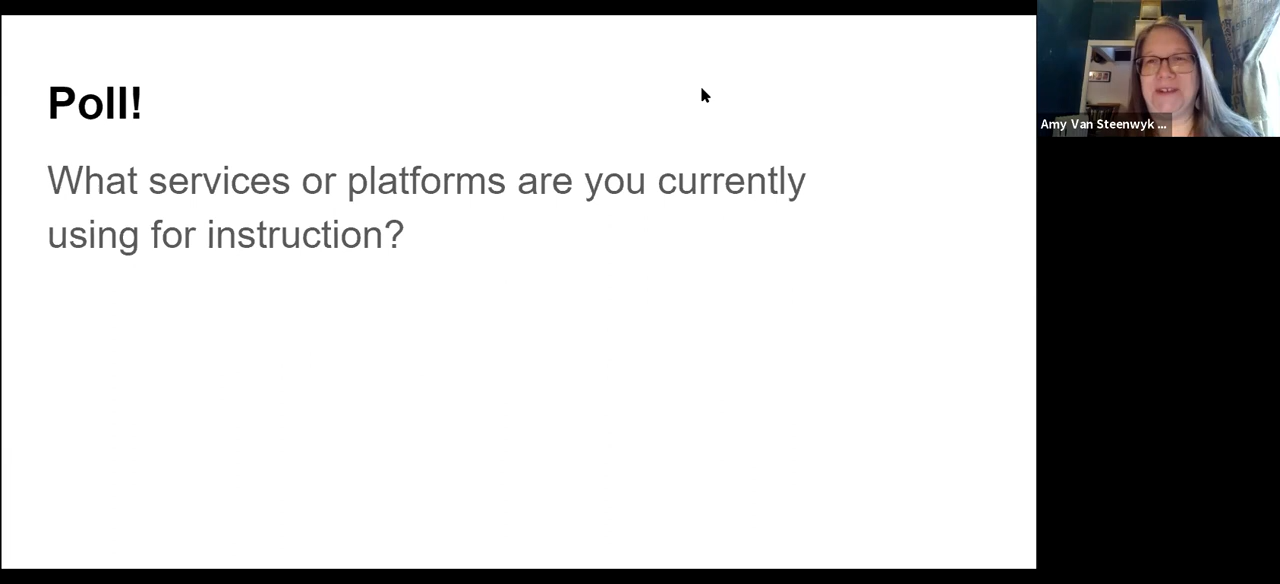 Poll!
What services or platforms are you currently
using for instruction?
Amy Van Steenwyk ...